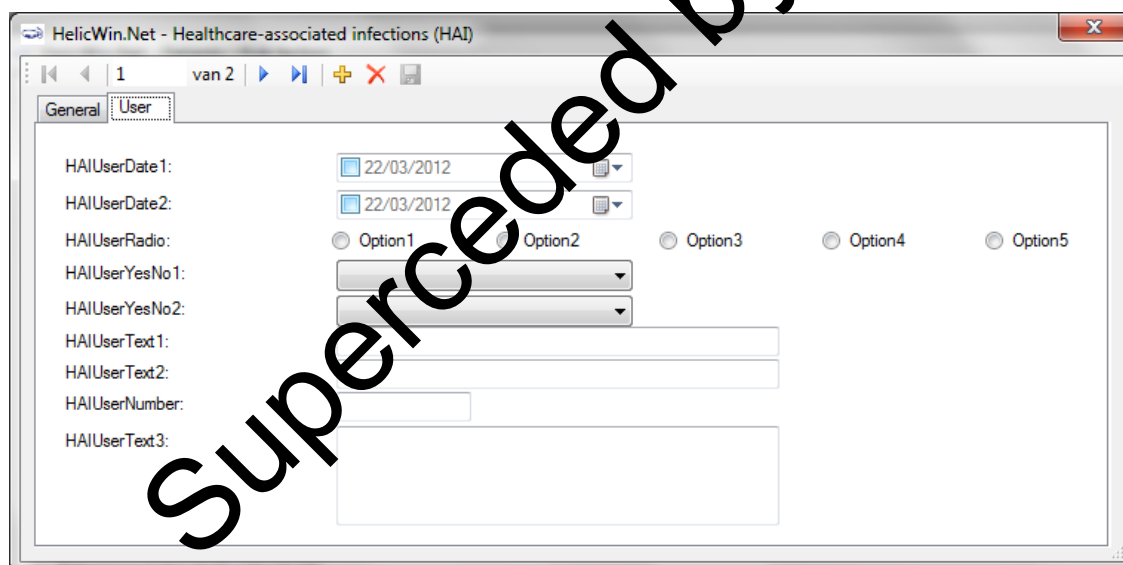 HelicWin.Net - Healthcare-associated infections (HAI)
1 van 2
General User
HAIUserDate1: 22/03/2012
HAIUserDate2: 22/03/2012
HAIUserRadio: Option1 Option2 Option3 Option4 Option5
HAIUserYesNo1:
HAIUserYesNo2:
HAIUserText1:
HAIUserText2:
HAIUserNumber:
HAIUserText3:
Superceded by